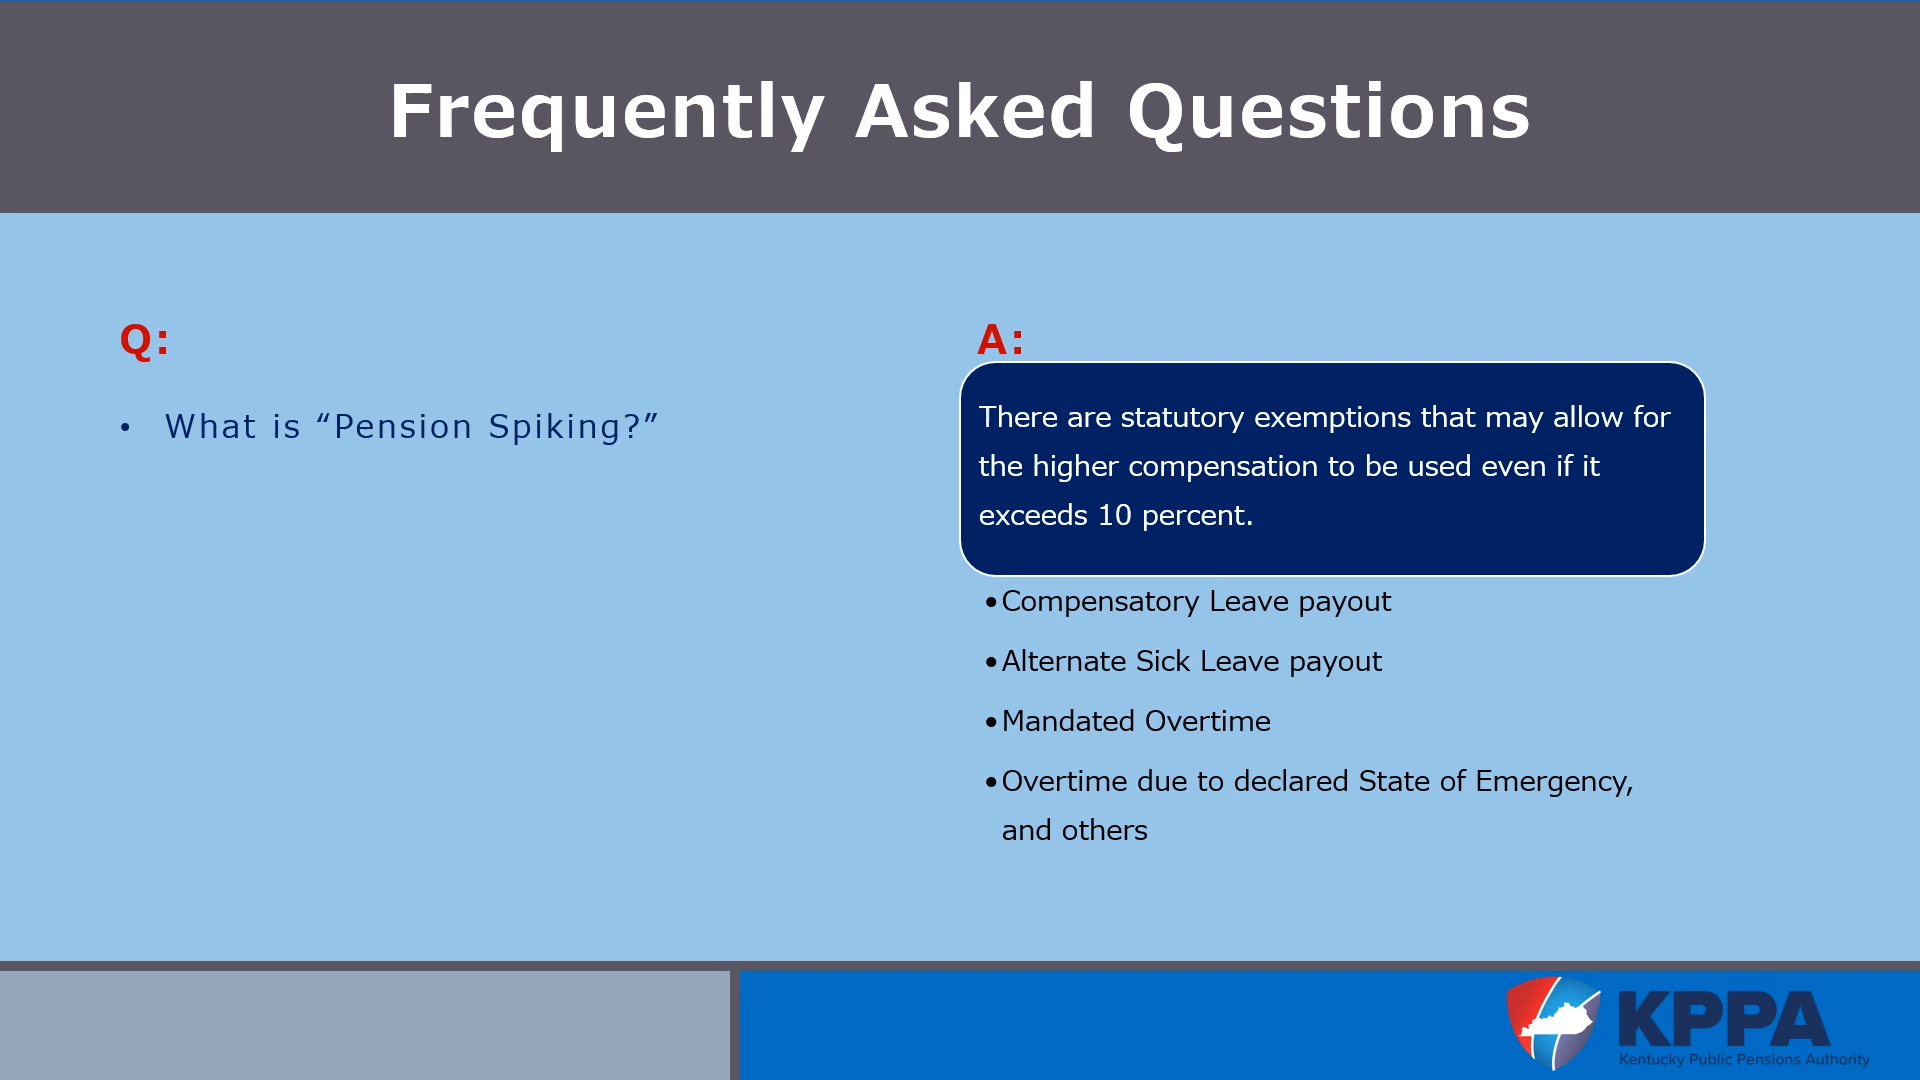 Frequently Asked Questions
Q:
• What is “Pension Spiking?”
A:
There are statutory exemptions that may allow for
the higher compensation to be used even if it
exceeds 10 percent.
•Compensatory Leave payout
•Alternate Sick Leave payout
•Mandated Overtime
•Overtime due to declared State of Emergency,
and others
KPPA
Kentucky Public Pensions Authority